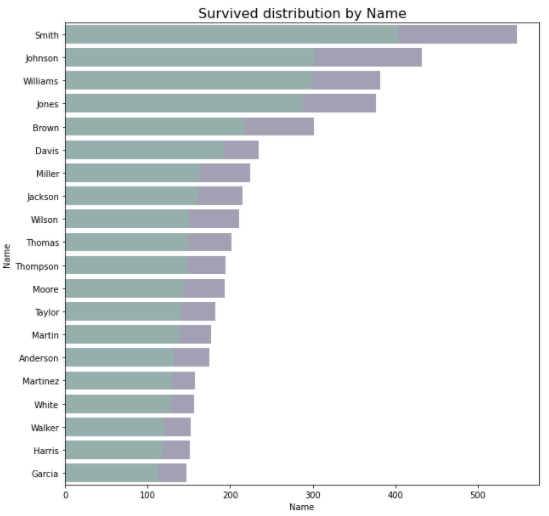 Survived distribution by Name
Smith
Johnson
Williams
Jones
Brown
Davis
Miller
Jackson
Wilson
Thomas
Thompson
Moore
Taylor
Martin
Anderson
Martinez
White
Walker
Harris
Garcia
Name
0 100 200 300 400 500
Name